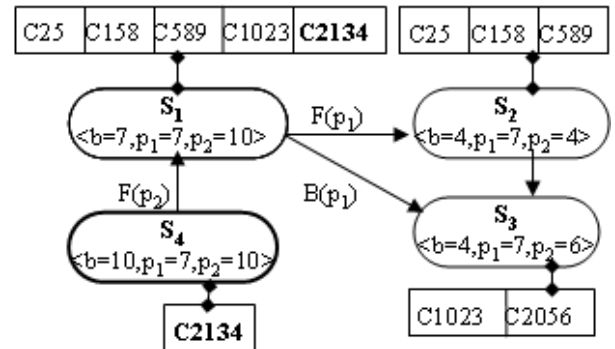 C25 C158 C589 C1023 C2134
C25 C158 C589
S1
<b=7,p1=7,p2=10>
F(p1)
S2
<b=4,p1=7,p2=4>
F(p2)
B(p1)
S4
<b=10,p1=7,p2=10>
S3
<b=4,p1=7,p2=6>
C2134
C1023 C2056